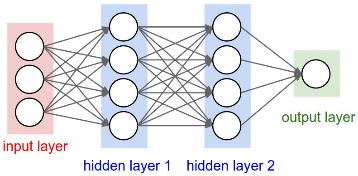 input layer
hidden layer 1
hidden layer 2
output layer